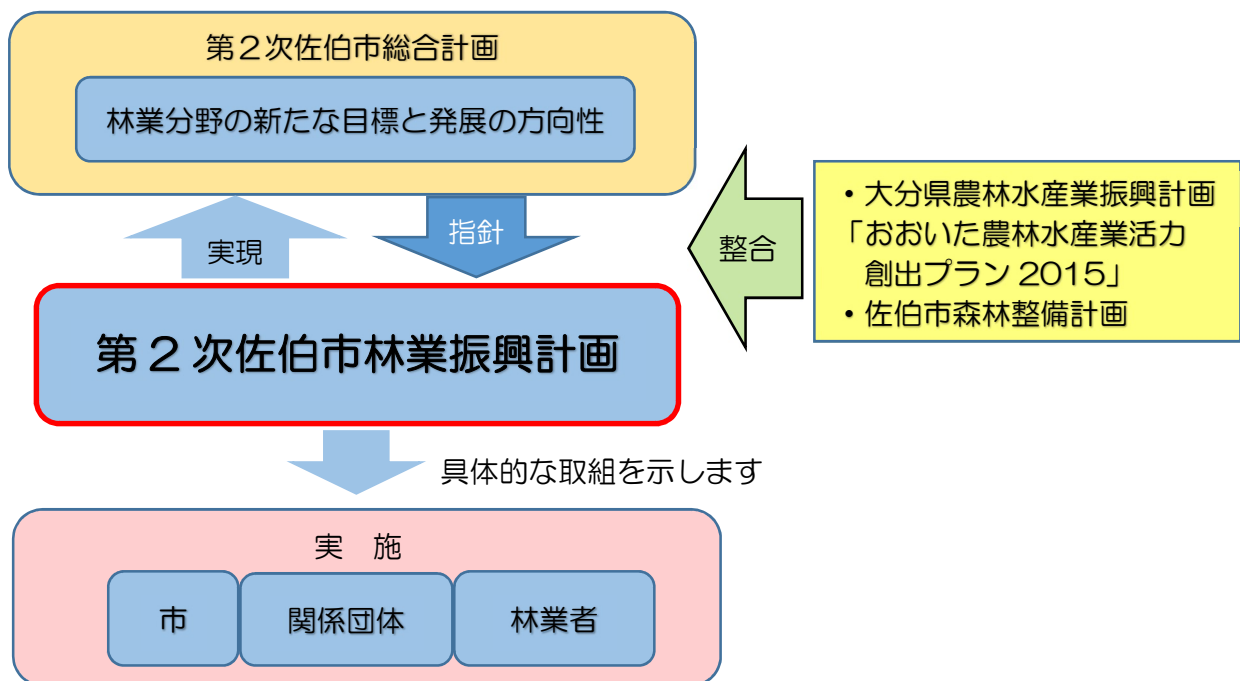 第２次佐伯市総合計画
林業分野の新たな目標と発展の方向性
実現
指針
整合
・大分県農林水産業振興計画
「おおいた農林水産業活力
創出プラン 2015」
・佐伯市森林整備計画
第２次佐伯市林業振興計画
具体的な取組を示します
実　施
市
関係団体
林業者